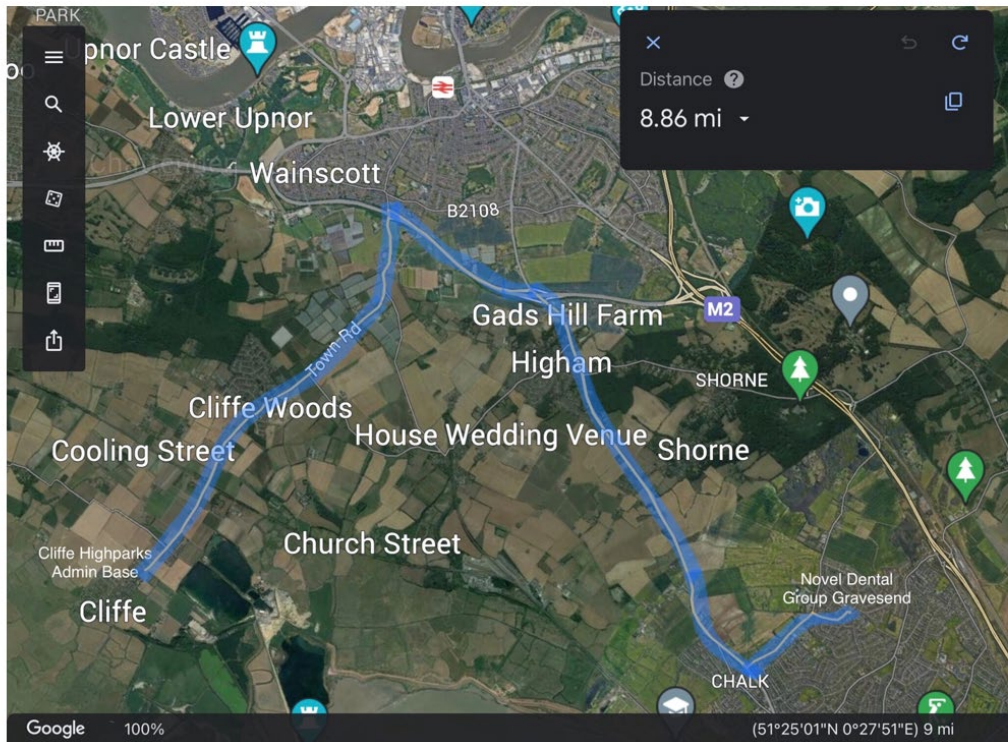 PARK
Upnor Castle
Distance ?
8.86 mi
Lower Upnor
Wainscott
B2108
Gads Hill Farm
M2
Town Rd
Higham
SHORNE
Cliffe Woods
House Wedding Venue
Shorne
Cooling Street
Church Street
Cliffe Highparks
Admin Base
Cliffe
Novel Dental
Group Gravesend
CHALK
Google
100%
(51°25'01"N 0°27'51"E) 9 mi